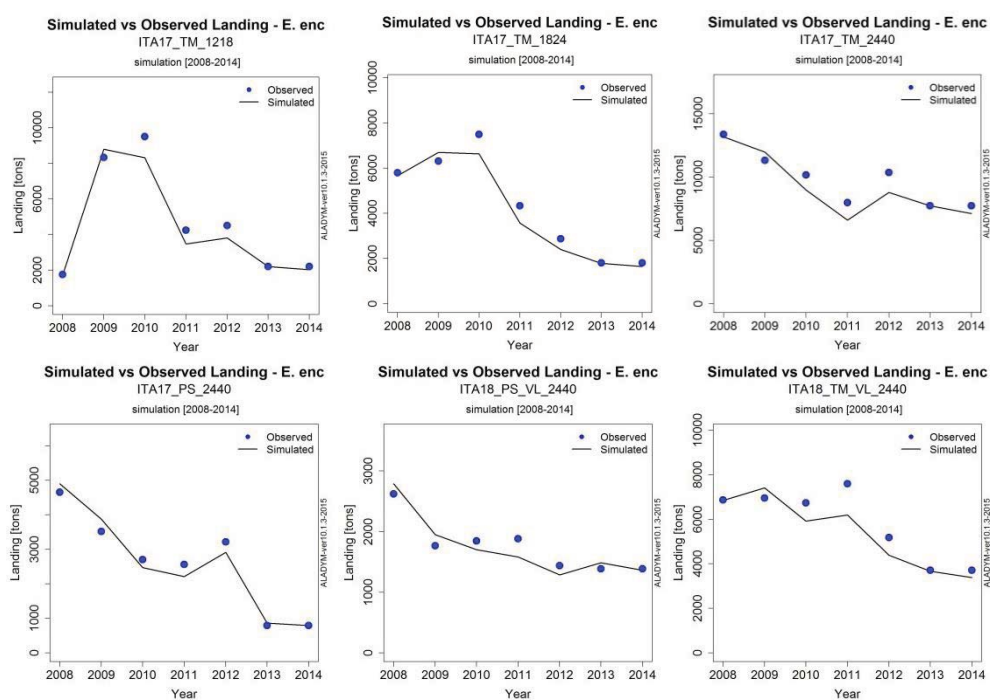 Simulated vs Observed Landing - E. enc
ITA17_TM_1218
simulation [2008-2014]
Observed
Simulated
Landing [tons]
0
2000
6000
10000
2008 2009 2010 2011 2012 2013 2014
Year
ALADYM-ver10.1.3-2015
Simulated vs Observed Landing - E. enc
ITA17_TM_1824
simulation [2008-2014]
Observed
Simulated
Landing [tons]
0
2000
4000
6000
8000
10000
2008 2009 2010 2011 2012 2013 2014
Year
ALADYM-ver10.1.3-2015
Simulated vs Observed Landing - E. enc
ITA17_TM_2440
simulation [2008-2014]
Observed
Simulated
Landing [tons]
0
5000
10000
15000
2008 2009 2010 2011 2012 2013 2014
Year
ALADYM-ver10.1.3-2015
Simulated vs Observed Landing - E. enc
ITA17_PS_2440
simulation [2008-2014]
Observed
Simulated
Landing [tons]
0
1000
3000
5000
2008 2009 2010 2011 2012 2013 2014
Year
ALADYM-ver10.1.3-2015
Simulated vs Observed Landing - E. enc
ITA18_PS_VL_2440
simulation [2008-2014]
Observed
Simulated
Landing [tons]
0
1000
2000
3000
2008 2009 2010 2011 2012 2013 2014
Year
ALADYM-ver10.1.3-2015
Simulated vs Observed Landing - E. enc
ITA18_TM_VL_2440
simulation [2008-2014]
Observed
Simulated
Landing [tons]
0
2000
4000
6000
8000
10000
2008 2009 2010 2011 2012 2013 2014
Year
ALADYM-ver10.1.3-2015